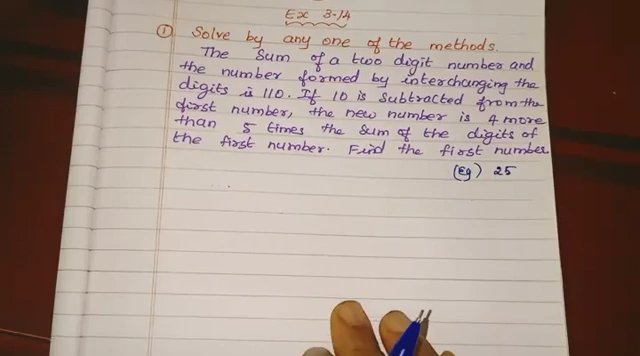 Ex 3.14
① Solve by any one of the methods.
The Sum of a two digit number and
the number formed by interchanging the
digits is 110. If 10 is subtracted from the
first number, the new number is 4 more
than 5 times the sum of the digits of
the first number. Find the first number
(Eg) 25